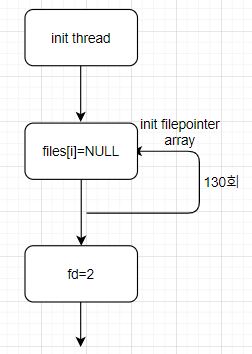 init thread
init filepointer
array
files[i]=NULL
130회
fd=2